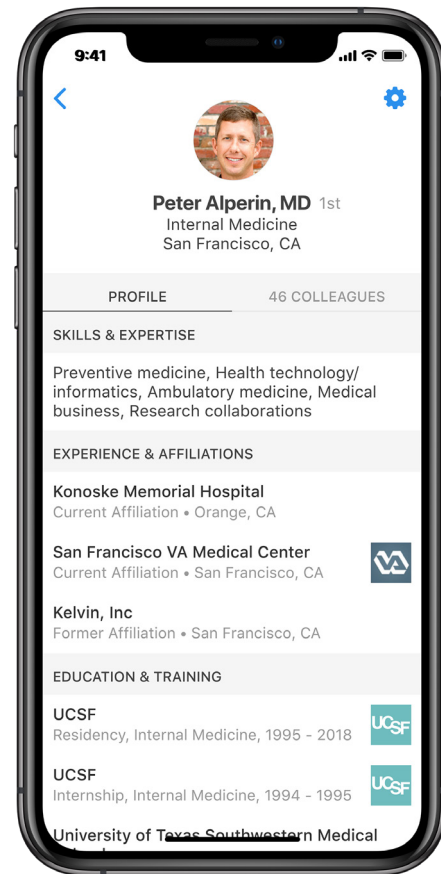 9:41
Peter Alperin, MD 1st
Internal Medicine
San Francisco, CA
PROFILE 46 COLLEAGUES
SKILLS & EXPERTISE
Preventive medicine, Health technology/
informatics, Ambulatory medicine, Medical
business, Research collaborations
EXPERIENCE & AFFILIATIONS
Konoske Memorial Hospital
Current Affiliation • Orange, CA
San Francisco VA Medical Center
Current Affiliation • San Francisco, CA
VA
Kelvin, Inc
Former Affiliation • San Francisco, CA
EDUCATION & TRAINING
UCSF
Residency, Internal Medicine, 1995 - 2018
UCSF
UCSF
Internship, Internal Medicine, 1994 - 1995
UCSF
University of Texas Southwestern Medical